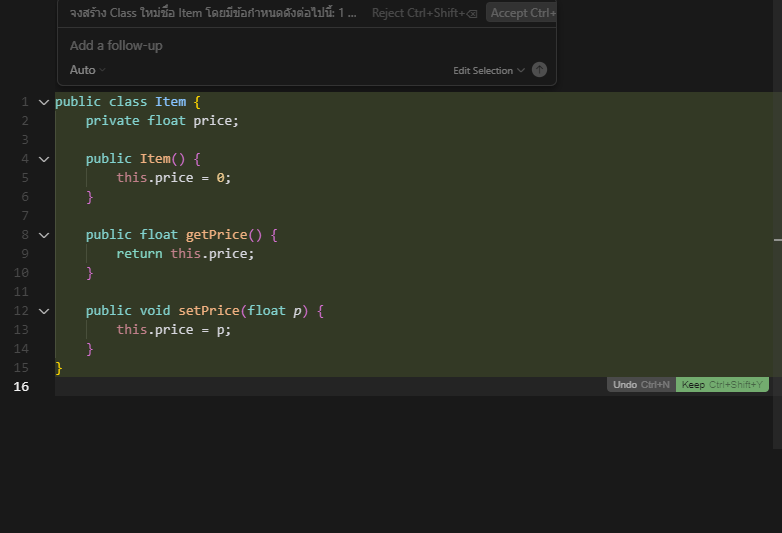 จงสร้าง Class ใหม่ชื่อ Item โดยมีข้อกำหนดดังต่อไปนี้: 1 ... Reject Ctrl+Shift+⌫ Accept Ctrl+
Add a follow-up
Auto Edit Selection
1 public class Item {
2     private float price;
3
4     public Item() {
5         this.price = 0;
6     }
7
8     public float getPrice() {
9         return this.price;
10     }
11
12     public void setPrice(float p) {
13         this.price = p;
14     }
15 }
16
Undo Ctrl+N Keep Ctrl+Shift+Y